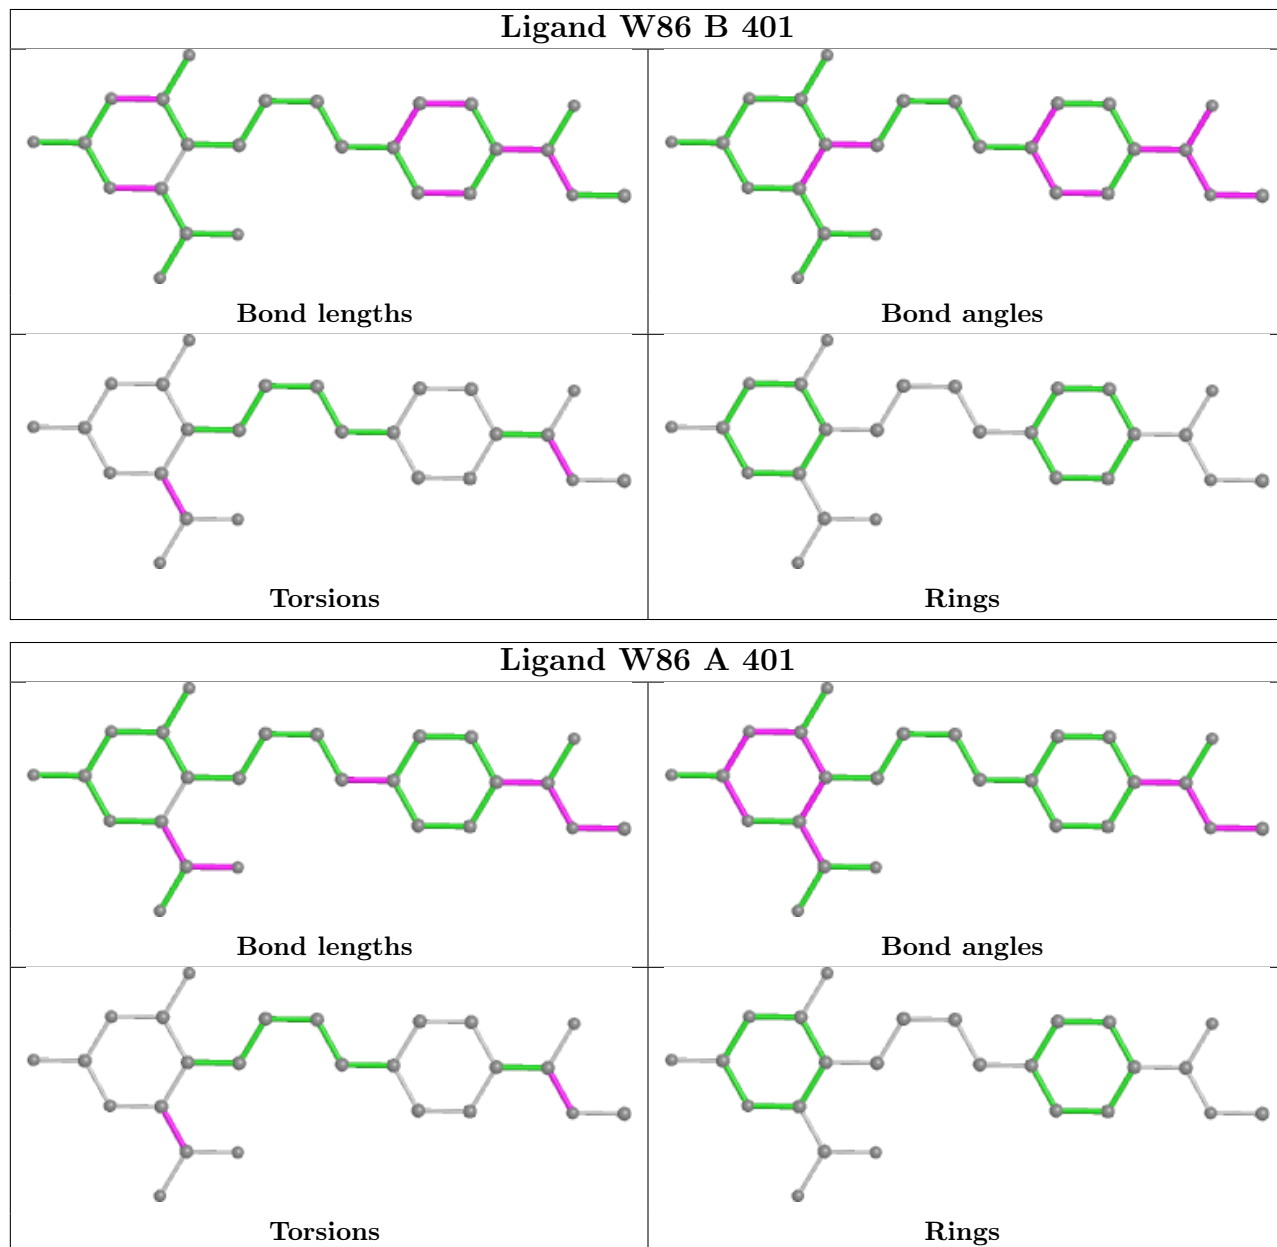 Ligand W86 B 401
Bond lengths
Bond angles
Torsions
Rings
Ligand W86 A 401
Bond lengths
Bond angles
Torsions
Rings